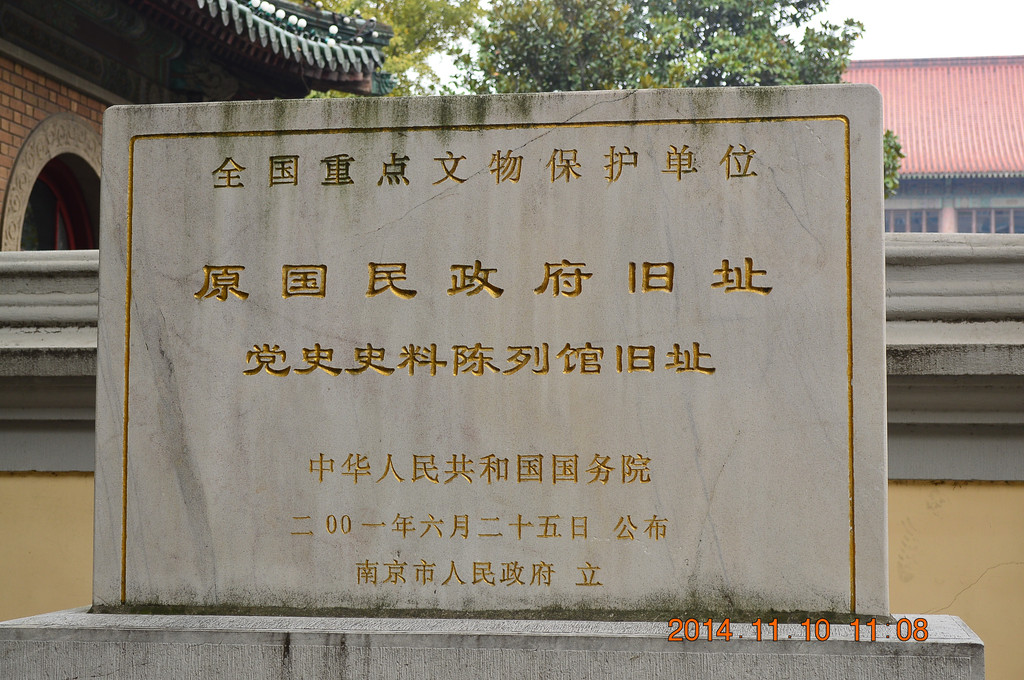 全国重点文物保护单位
原国民政府旧址
党史史料陈列馆旧址
中华人民共和国国务院
二00一年六月二十五日 公布
南京市人民政府 立
2014.11.10 11:08